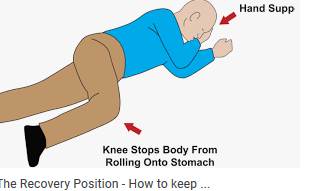 Hand Supp
Knee Stops Body From
Rolling Onto Stomach
The Recovery Position - How to keep ...